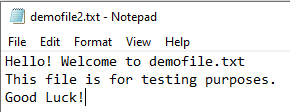 demofile2.txt - Notepad
File Edit Format View Help
Hello! Welcome to demofile.txt
This file is for testing purposes.
Good Luck!